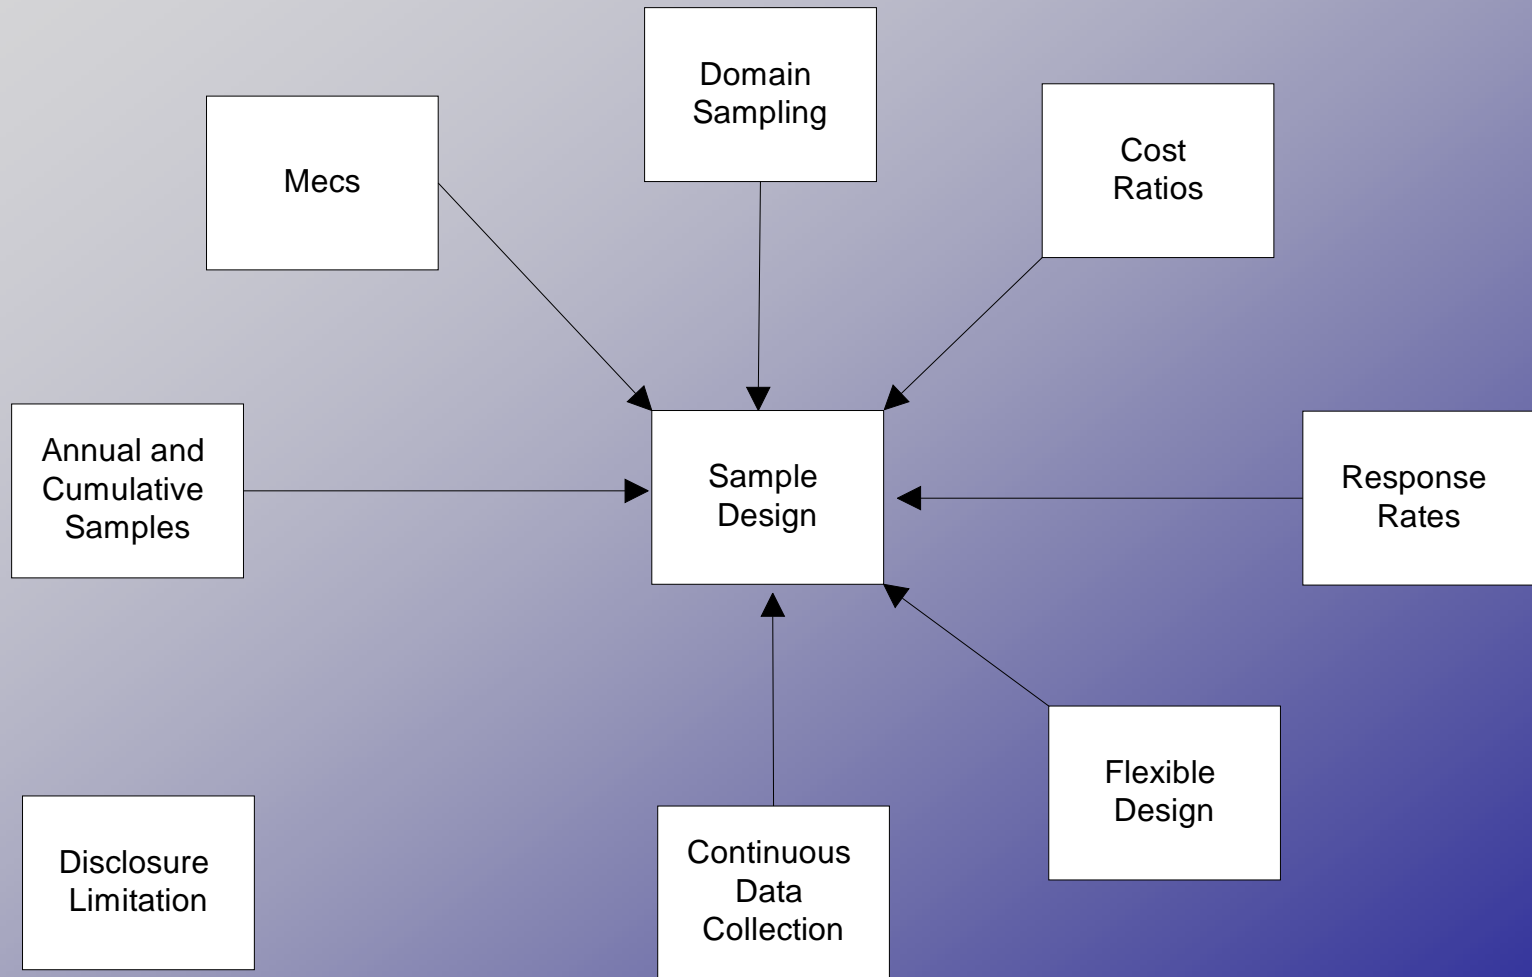 Domain
Sampling
Mecs
Cost
Ratios
Annual and
Cumulative
Samples
Sample
Design
Response
Rates
Flexible
Design
Disclosure
Limitation
Continuous
Data
Collection